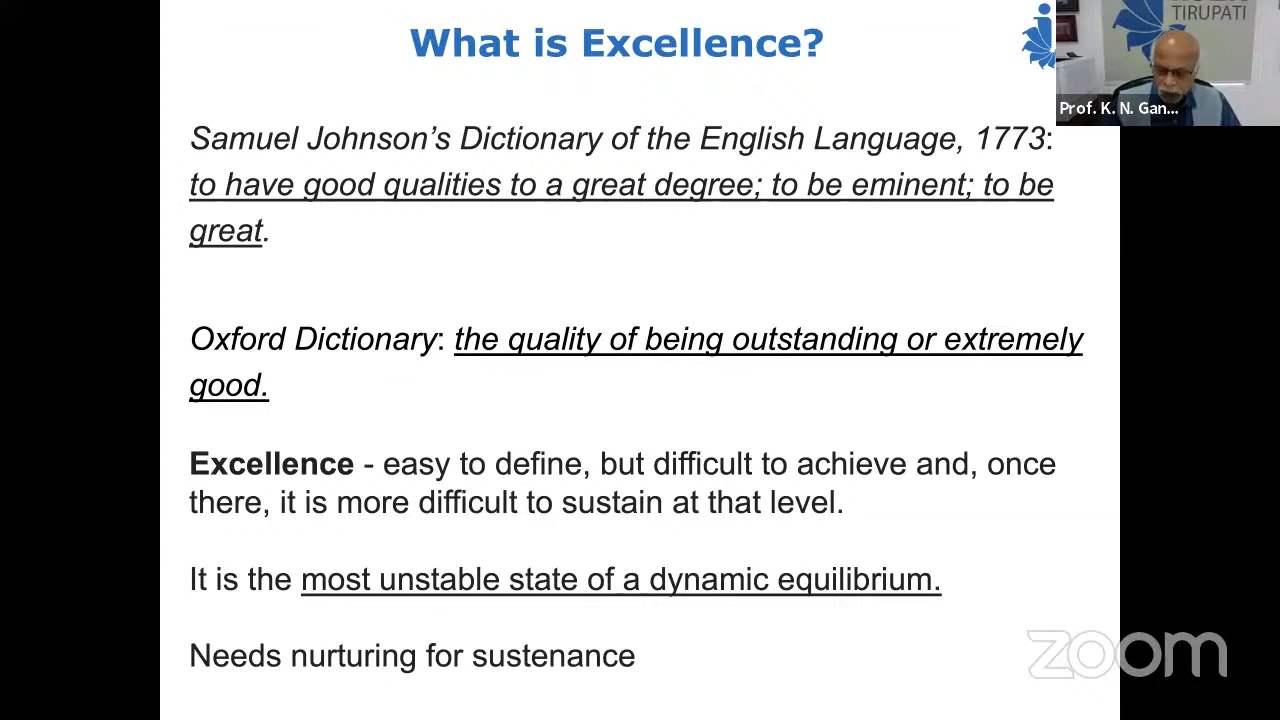 What is Excellence?
TIRUPATI
Prof. K. N. Gan...
Samuel Johnson’s Dictionary of the English Language, 1773:
to have good qualities to a great degree; to be eminent; to be
great.
Oxford Dictionary: the quality of being outstanding or extremely
good.
Excellence - easy to define, but difficult to achieve and, once
there, it is more difficult to sustain at that level.
It is the most unstable state of a dynamic equilibrium.
Needs nurturing for sustenance
zoom